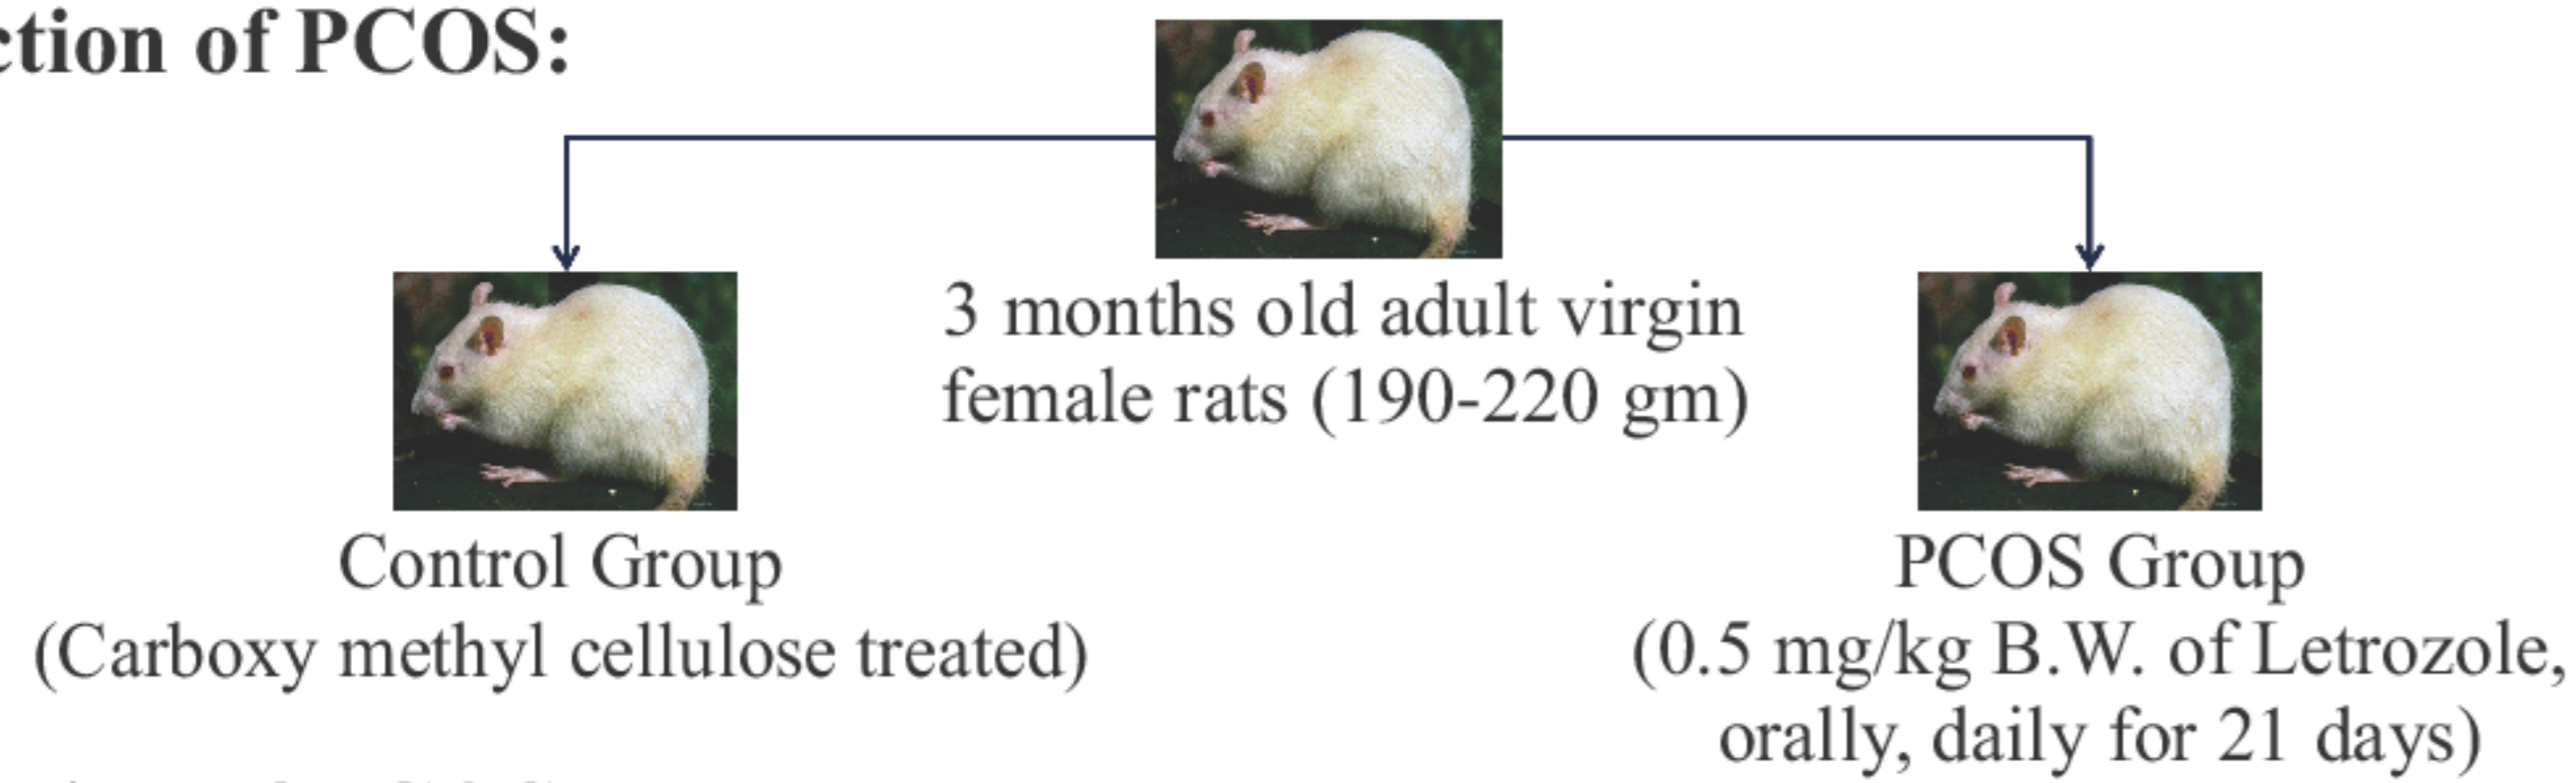 ction of PCOS:
3 months old adult virgin
female rats (190-220 gm)
Control Group
(Carboxy methyl cellulose treated)
PCOS Group
(0.5 mg/kg B.W. of Letrozole,
orally, daily for 21 days)